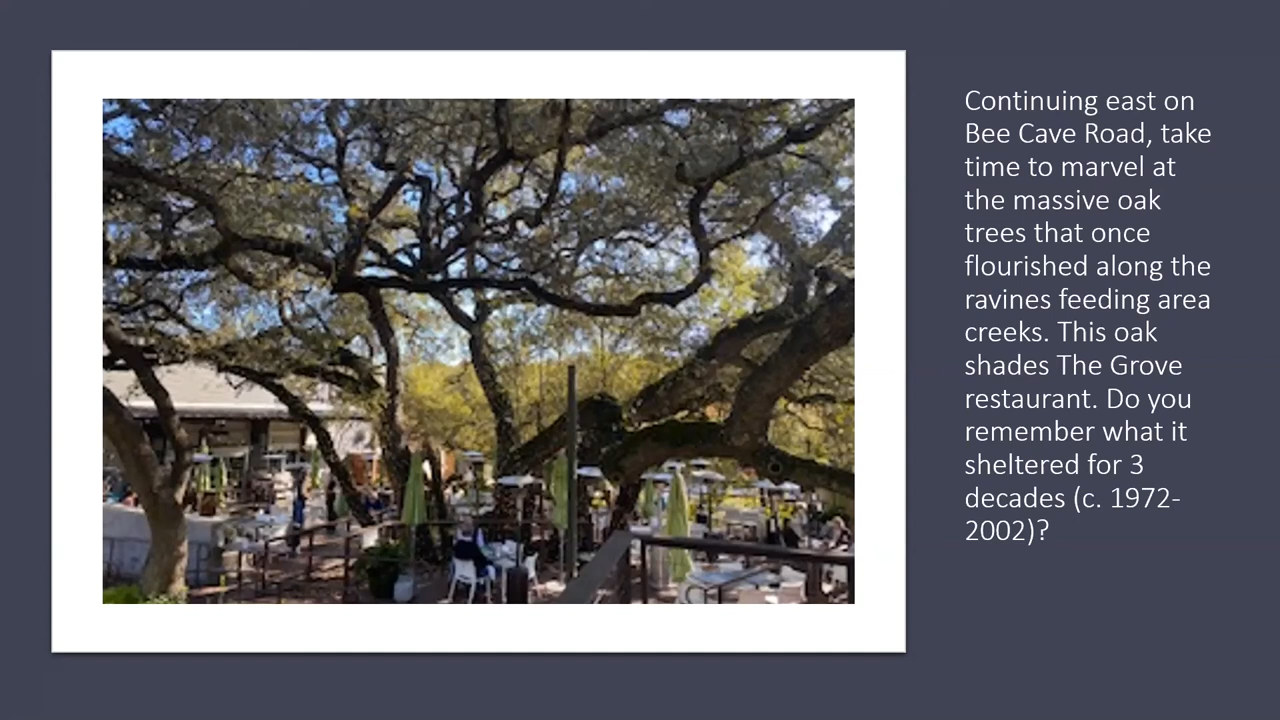 Continuing east on
Bee Cave Road, take
time to marvel at
the massive oak
trees that once
flourished along the
ravines feeding area
creeks. This oak
shades The Grove
restaurant. Do you
remember what it
sheltered for 3
decades (c. 1972-
2002)?